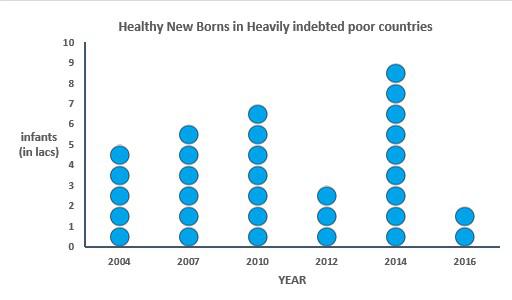 Healthy New Borns in Heavily indebted poor countries
10
9
8
7
6
5
4
3
2
1
0
infants
(in lacs)
2004 2007 2010 2012 2014 2016
YEAR